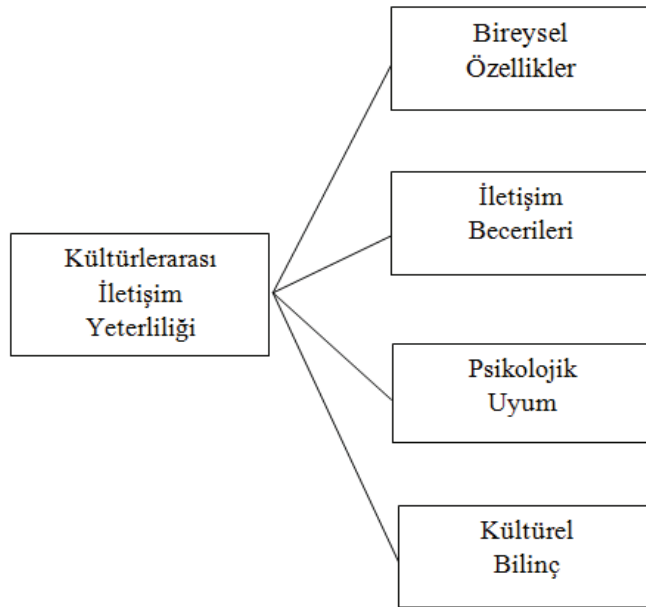 Bireysel
Özellikler
İletişim
Becerileri
Kültürlerarası
İletişim
Yeterliliği
Psikolojik
Uyum
Kültürel
Bilinç